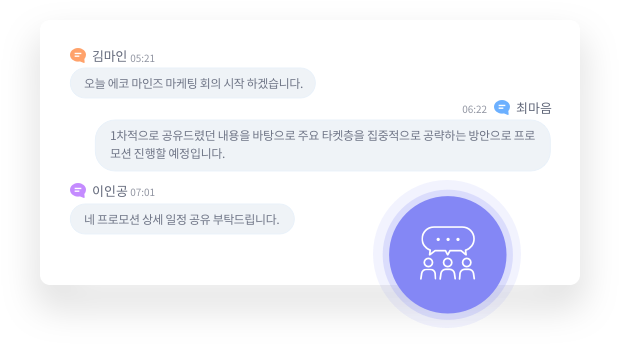 김마인 05:21
오늘 에코 마인즈 마케팅 회의 시작 하겠습니다.
06:22 최마음
1차적으로 공유드렸던 내용을 바탕으로 주요 타켓층을 집중적으로 공략하는 방안으로 프로
모션 진행할 예정입니다.
이인공 07:01
네 프로모션 상세 일정 공유 부탁드립니다.